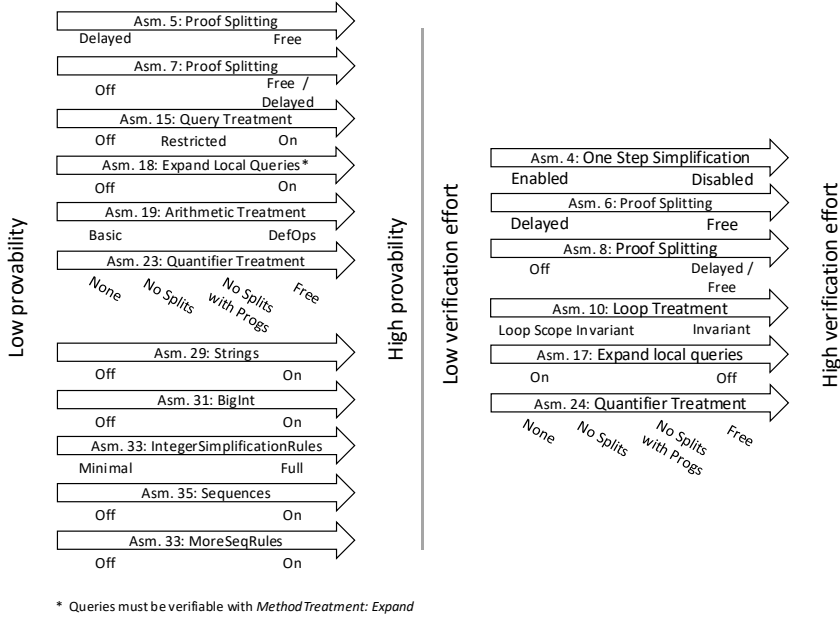 Low provability
Asm. 5: Proof Splitting
Delayed Free
Asm. 7: Proof Splitting
Off Free / Delayed
Asm. 15: Query Treatment
Off Restricted On
Asm. 18: Expand Local Queries*
Off On
Asm. 19: Arithmetic Treatment
Basic DefOps
Asm. 23: Quantifier Treatment
None No Splits No Splits with Progs Free
Asm. 29: Strings
Off On
Asm. 31: BigInt
Off On
Asm. 33: IntegerSimplificationRules
Minimal Full
Asm. 35: Sequences
Off On
Asm. 33: MoreSeqRules
Off On
High provability
Low verification effort
Asm. 4: One Step Simplification
Enabled Disabled
Asm. 6: Proof Splitting
Delayed Free
Asm. 8: Proof Splitting
Off Delayed / Free
Asm. 10: Loop Treatment
Loop Scope Invariant Invariant
Asm. 17: Expand local queries
On Off
Asm. 24: Quantifier Treatment
None No Splits No Splits with Progs Free
High verification effort
* Queries must be verifiable with MethodTreatment: Expand